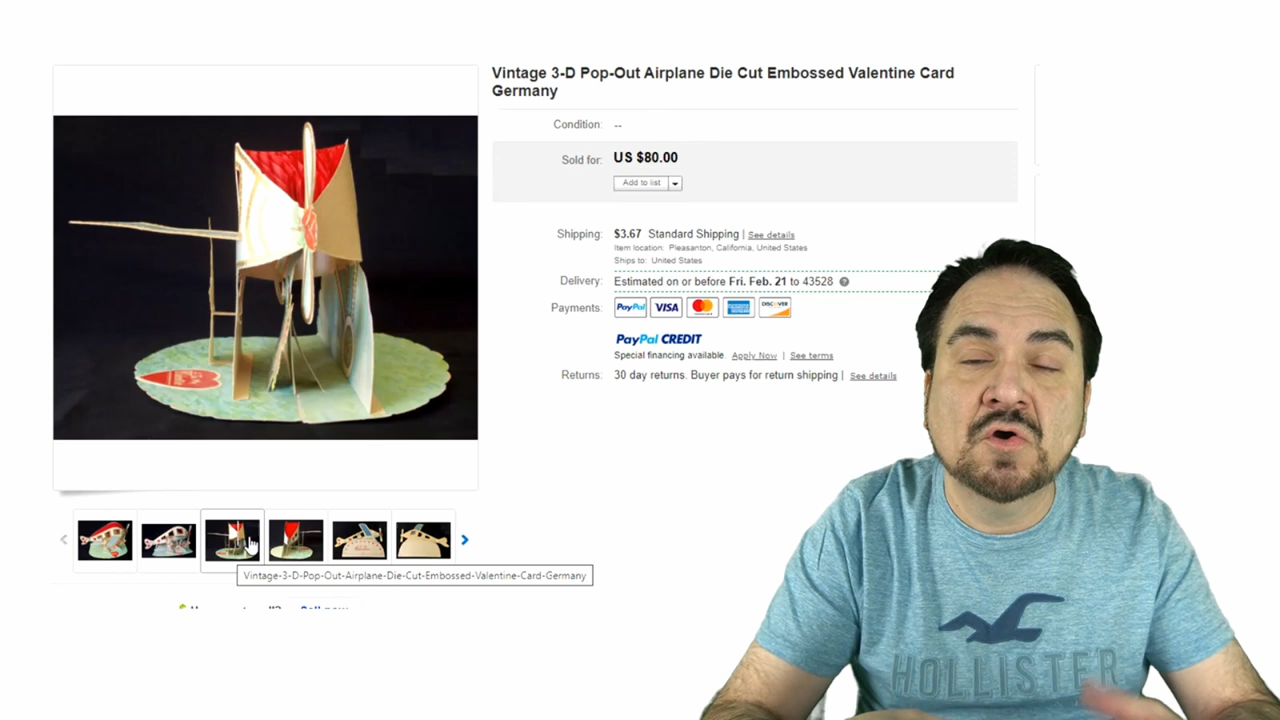 Vintage 3-D Pop-Out Airplane Die Cut Embossed Valentine Card
Germany
Condition: --
Sold for: US $80.00
Add to list
Shipping: $3.67 Standard Shipping | See details
Item location: Pleasanton, California, United States
Ships to: United States
Delivery: Estimated on or before Fri. Feb. 21 to 43528 ?
Payments: PayPal VISA MasterCard AMERICAN EXPRESS DISCOVER
PayPal CREDIT
Special financing available. Apply Now | See terms
Returns: 30 day returns. Buyer pays for return shipping | See details
Vintage-3-D-Pop-Out-Airplane-Die-Cut-Embossed-Valentine-Card-Germany
HOLLISTER